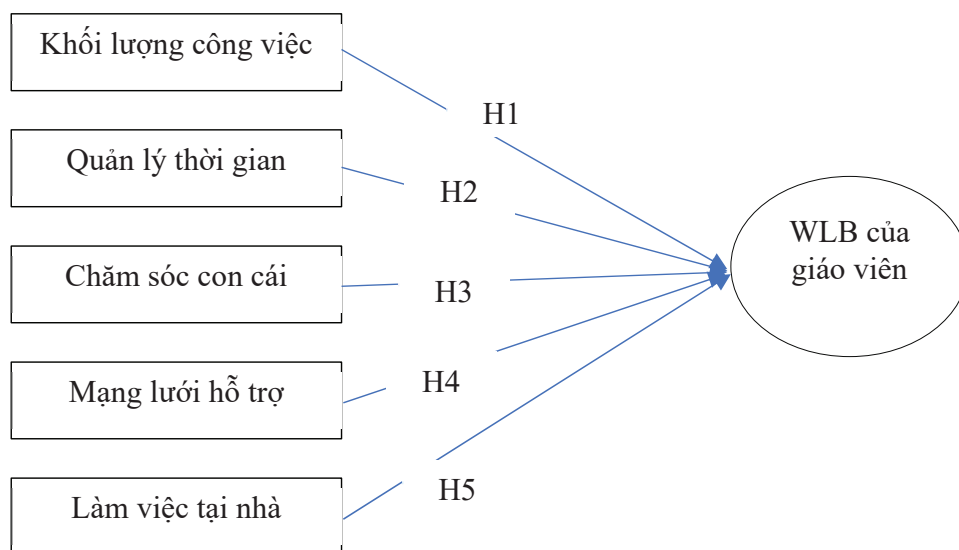 Khối lượng công việc
H1
Quản lý thời gian
H2
WLB của
giáo viên
Chăm sóc con cái
H3
Mạng lưới hỗ trợ
H4
Làm việc tại nhà
H5